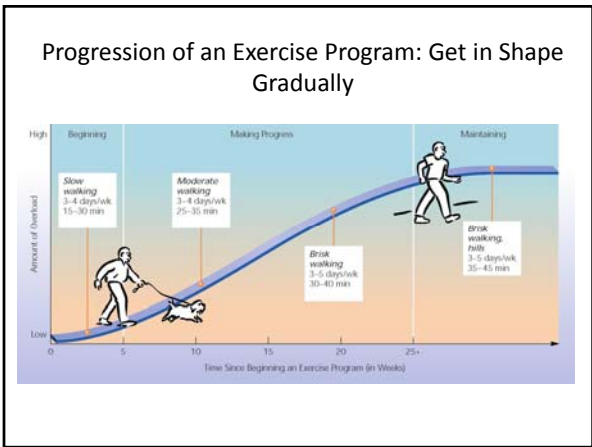 Progression of an Exercise Program: Get in Shape
Gradually
High
Beginning
Making Progress
Maintaining
Slow
walking
3–4 days/wk
15–30 min
Moderate
walking
3–4 days/wk
25–35 min
Brisk
walking
3–5 days/wk
30–40 min
Brisk
walking,
hills
3–5 days/wk
35–45 min
Amount of Overload
Low
0
5
10
15
20
25+
Time Since Beginning an Exercise Program (in Weeks)